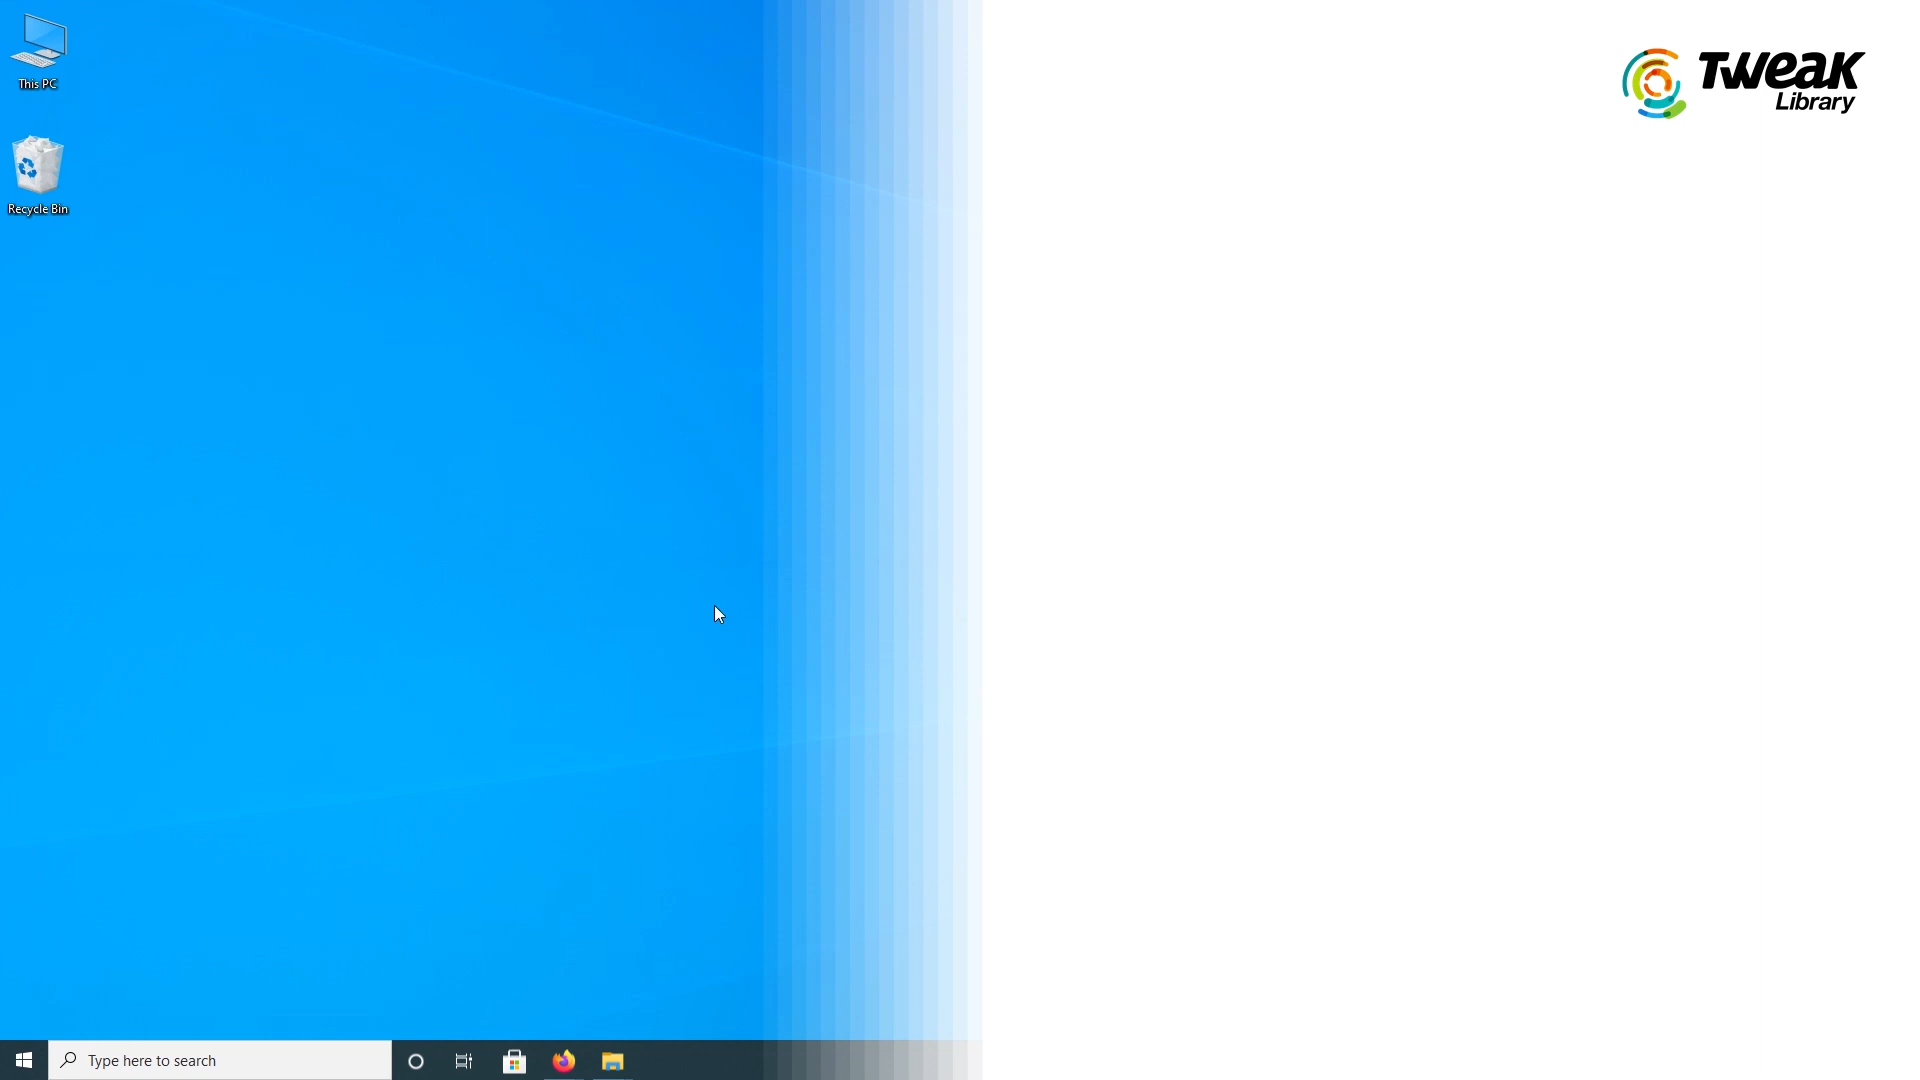 This PC
Recycle Bin
TWEAK
Library
Type here to search